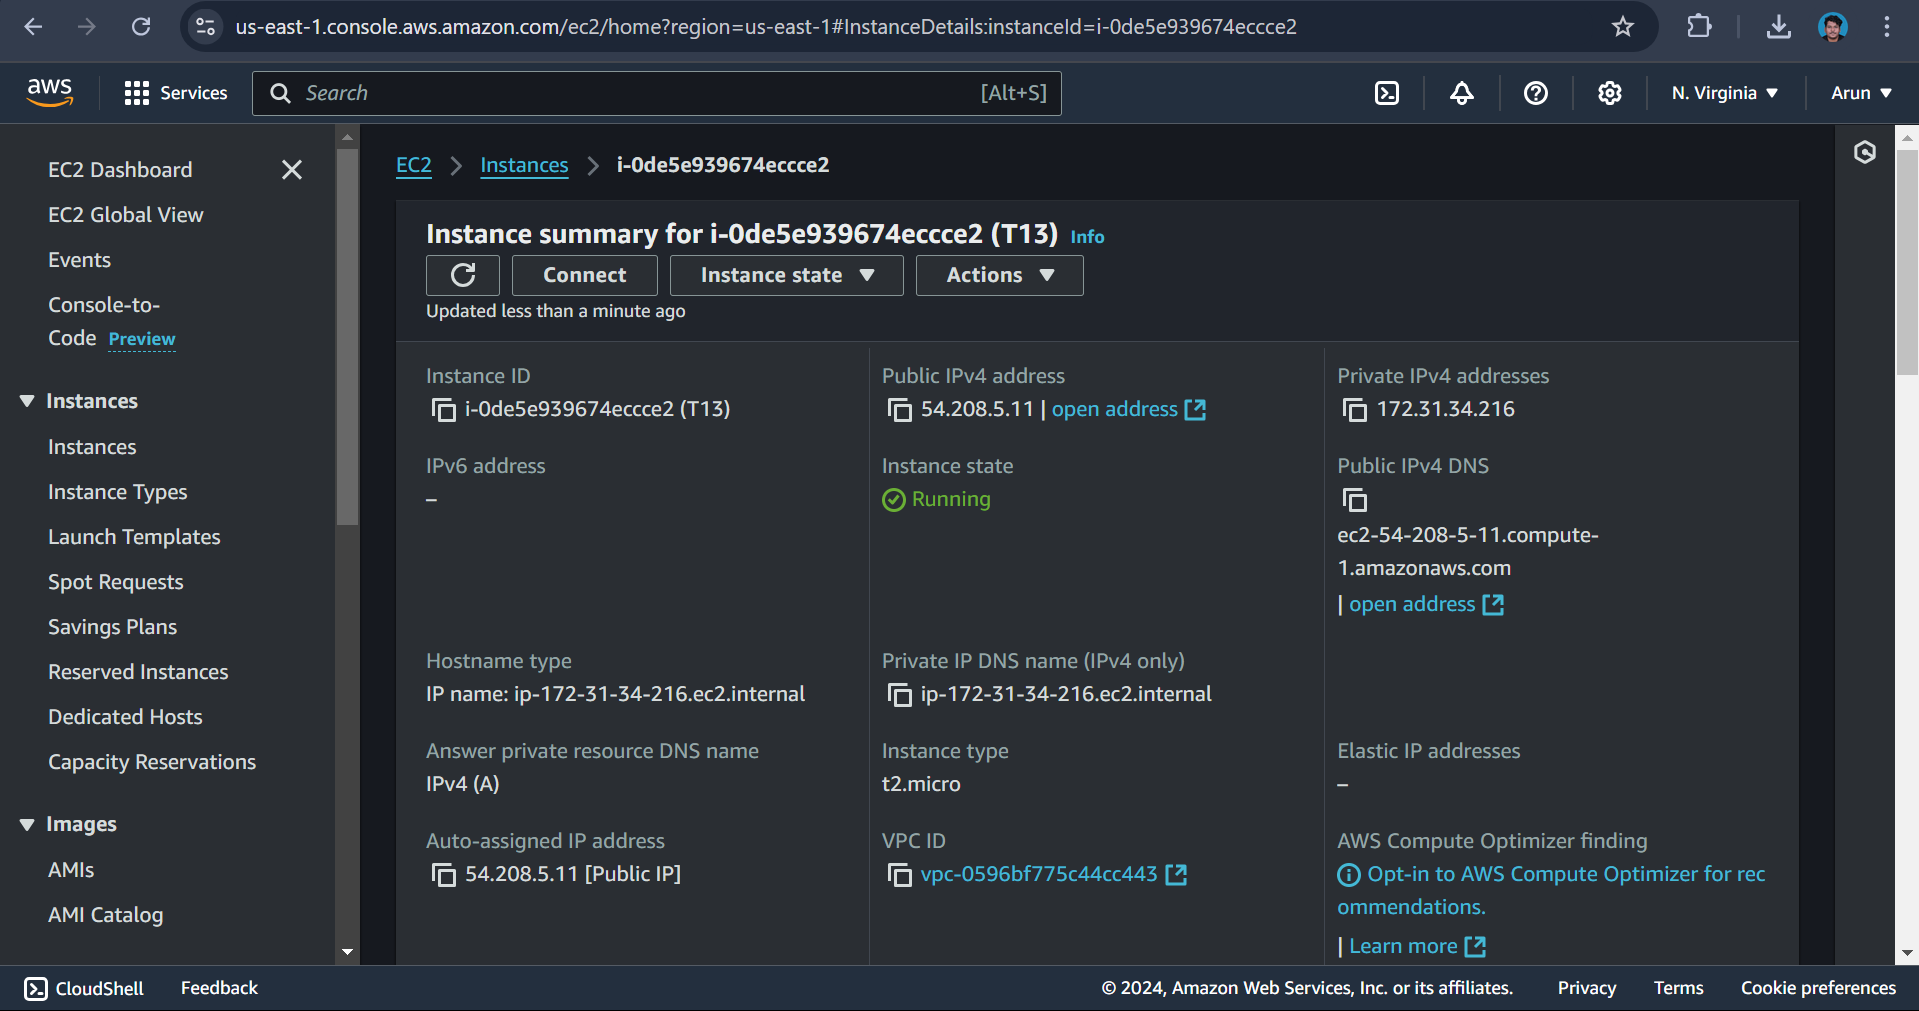 us-east-1.console.aws.amazon.com/ec2/home?region=us-east-1#InstanceDetails:instanceId=i-0de5e939674eccce2
aws
Services
Search
[Alt+S]
N. Virginia
Arun
EC2 Dashboard
EC2 Global View
Events
Console-to-
Code Preview
Instances
Instances
Instance Types
Launch Templates
Spot Requests
Savings Plans
Reserved Instances
Dedicated Hosts
Capacity Reservations
Images
AMIs
AMI Catalog
EC2 > Instances > i-0de5e939674eccce2
Instance summary for i-0de5e939674eccce2 (T13) Info
Connect
Instance state
Actions
Updated less than a minute ago
Instance ID
i-0de5e939674eccce2 (T13)
Public IPv4 address
54.208.5.11 | open address
Private IPv4 addresses
172.31.34.216
IPv6 address
–
Instance state
Running
Public IPv4 DNS
ec2-54-208-5-11.compute-
1.amazonaws.com
| open address
Hostname type
IP name: ip-172-31-34-216.ec2.internal
Private IP DNS name (IPv4 only)
ip-172-31-34-216.ec2.internal
Answer private resource DNS name
IPv4 (A)
Instance type
t2.micro
Elastic IP addresses
–
Auto-assigned IP address
54.208.5.11 [Public IP]
VPC ID
vpc-0596bf775c44cc443
AWS Compute Optimizer finding
Opt-in to AWS Compute Optimizer for rec
ommendations.
| Learn more
CloudShell
Feedback
© 2024, Amazon Web Services, Inc. or its affiliates.
Privacy
Terms
Cookie preferences